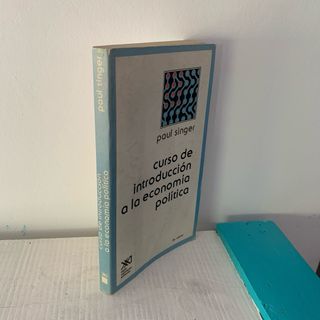 paul singer
curso de
introducción
a la economía
política
paul singer
curso de introducción
a la economía política